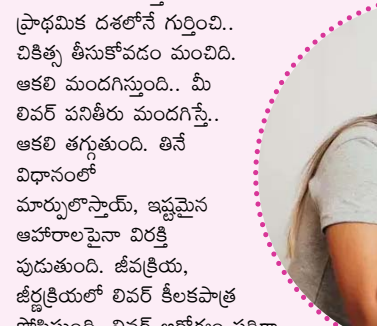 ప్రాథమిక దశలోనే గుర్తించి..
చికిత్స తీసుకోవడం మంచిది.
ఆకలి మందగిస్తుంది.. మీ
లివర్ పనితీరు మందగిస్తే..
ఆకలి తగ్గుతుంది. తినే
విధానంలో
మార్పులొస్తాయ్, ఇష్టమైన
ఆహారాలపైనా విరక్తి
పుడుతుంది. జీవక్రియ,
జీర్ణక్రియలో లివర్ కీలకపాత్ర